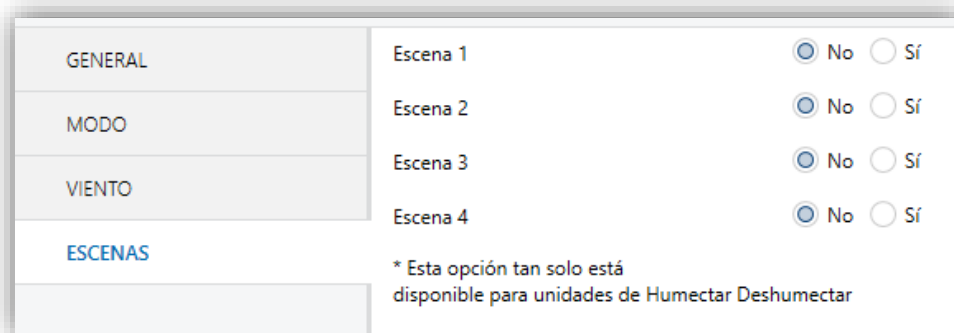 GENERAL
MODO
VIENTO
ESCENAS
Escena 1 No Sí
Escena 2 No Sí
Escena 3 No Sí
Escena 4 No Sí
* Esta opción tan solo está
disponible para unidades de Humectar Deshumectar